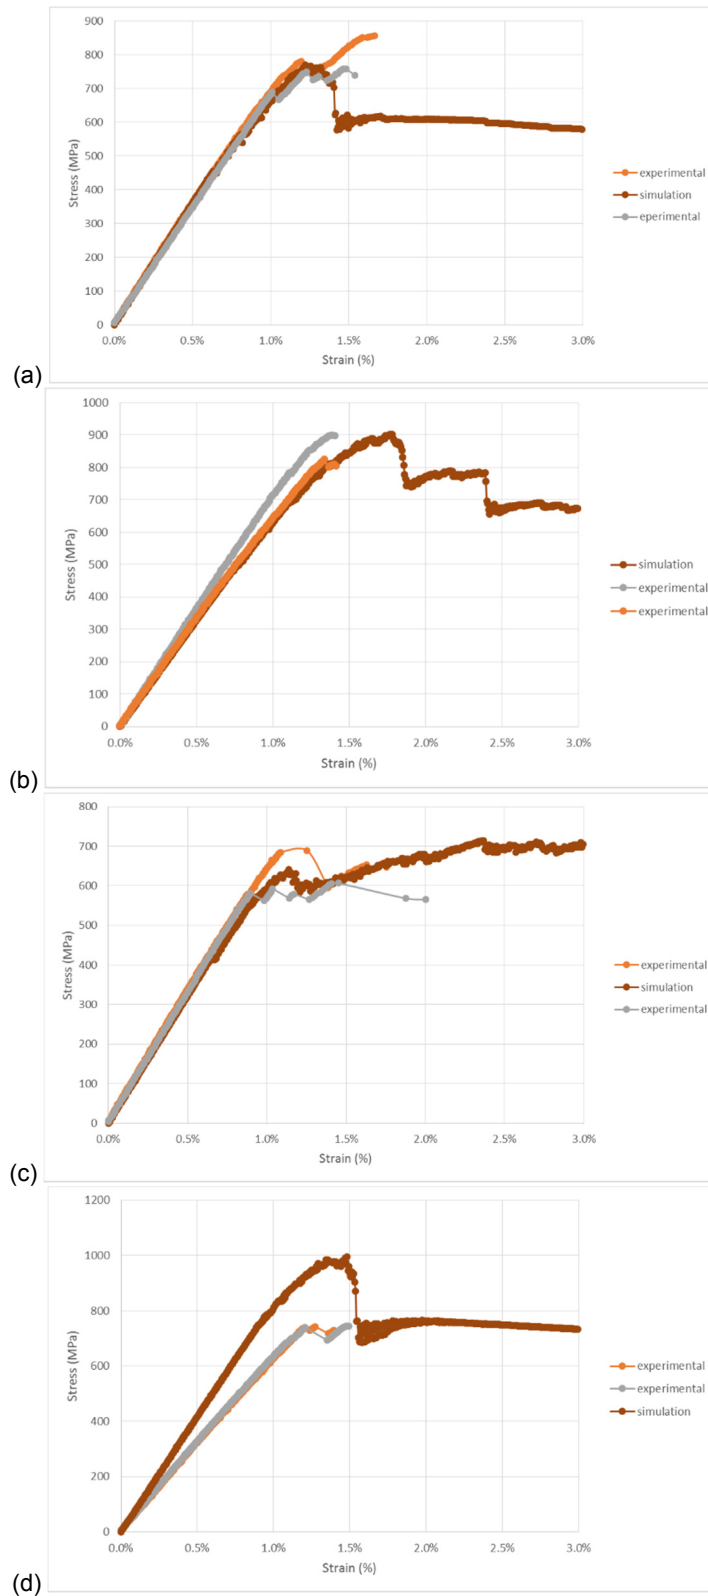 900
800
700
600
500
400
300
200
100
0
Stress (MPa)
0.0% 0.5% 1.0% 1.5% 2.0% 2.5% 3.0%
Strain (%)
experimental
simulation
eperimental
(a)
1000
900
800
700
600
500
400
300
200
100
0
Stress (MPa)
0.0% 0.5% 1.0% 1.5% 2.0% 2.5% 3.0%
Strain (%)
simulation
experimental
experimental
(b)
800
700
600
500
400
300
200
100
0
Stress (MPa)
0.0% 0.5% 1.0% 1.5% 2.0% 2.5% 3.0%
Strain (%)
experimental
simulation
experimental
(c)
1200
1000
800
600
400
200
0
Stress (MPa)
0.0% 0.5% 1.0% 1.5% 2.0% 2.5% 3.0%
Strain (%)
experimental
experimental
simulation
(d)